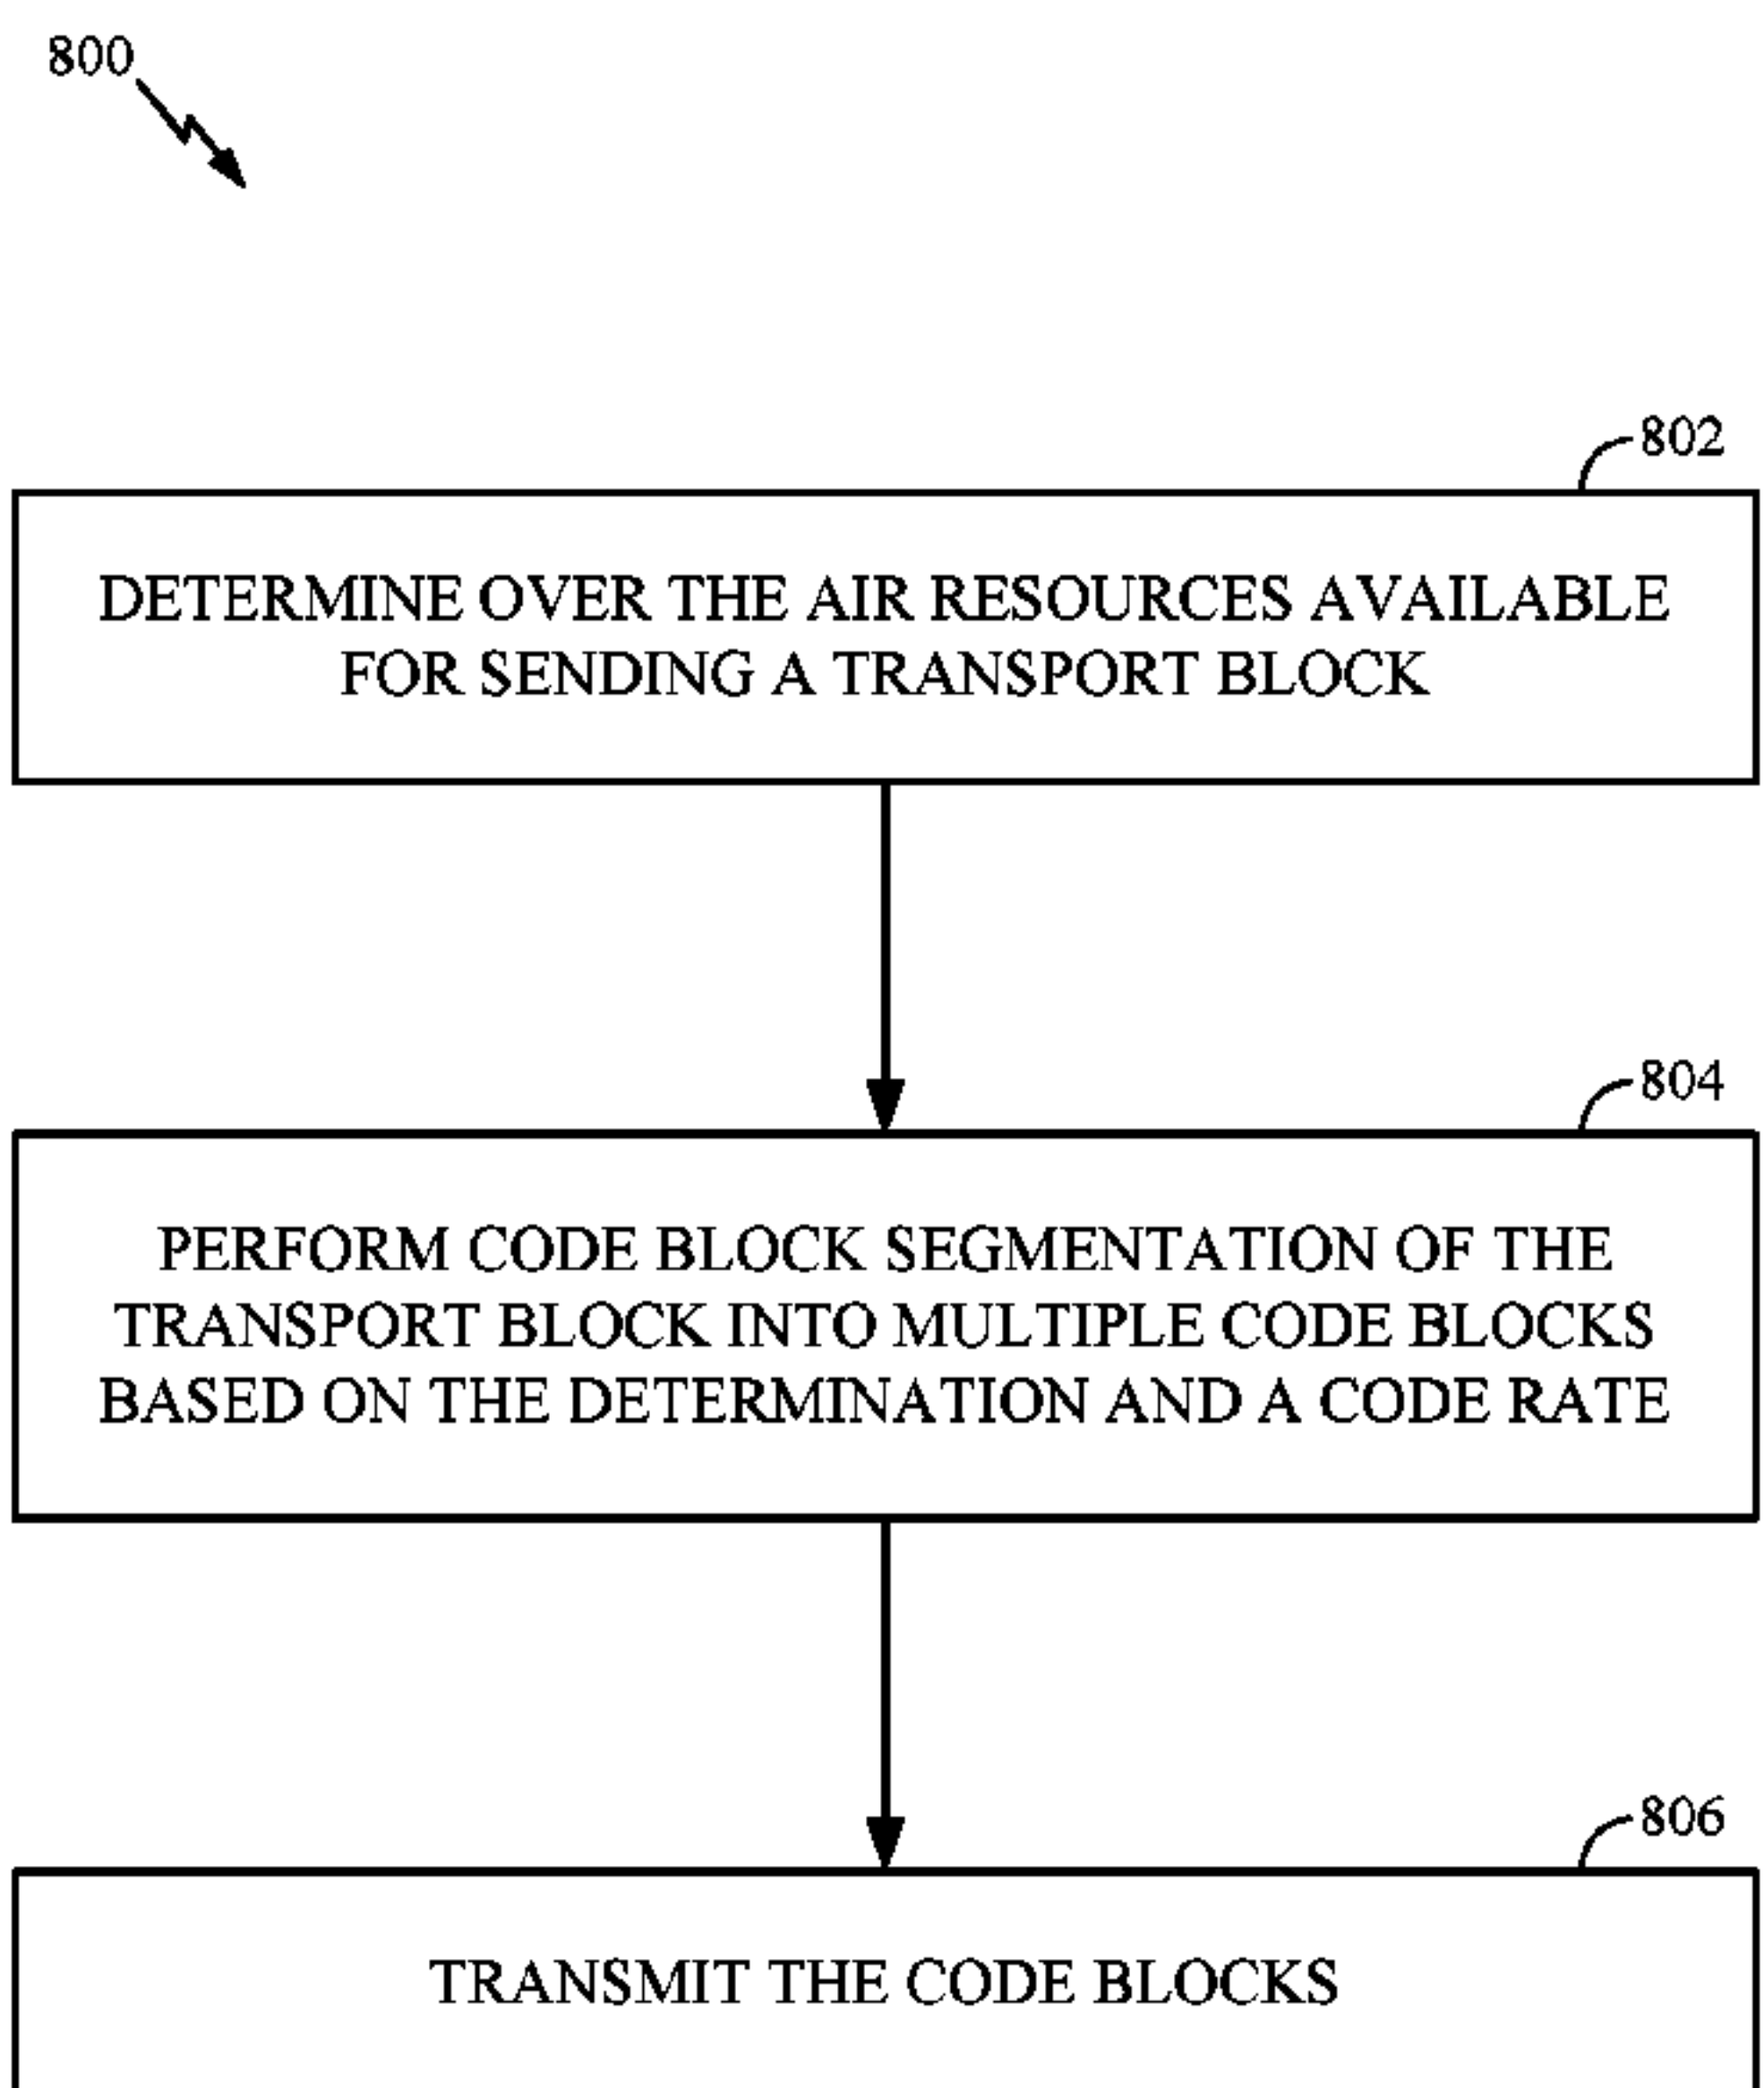 800
802
DETERMINE OVER THE AIR RESOURCES AVAILABLE
FOR SENDING A TRANSPORT BLOCK
804
PERFORM CODE BLOCK SEGMENTATION OF THE
TRANSPORT BLOCK INTO MULTIPLE CODE BLOCKS
BASED ON THE DETERMINATION AND A CODE RATE
806
TRANSMIT THE CODE BLOCKS